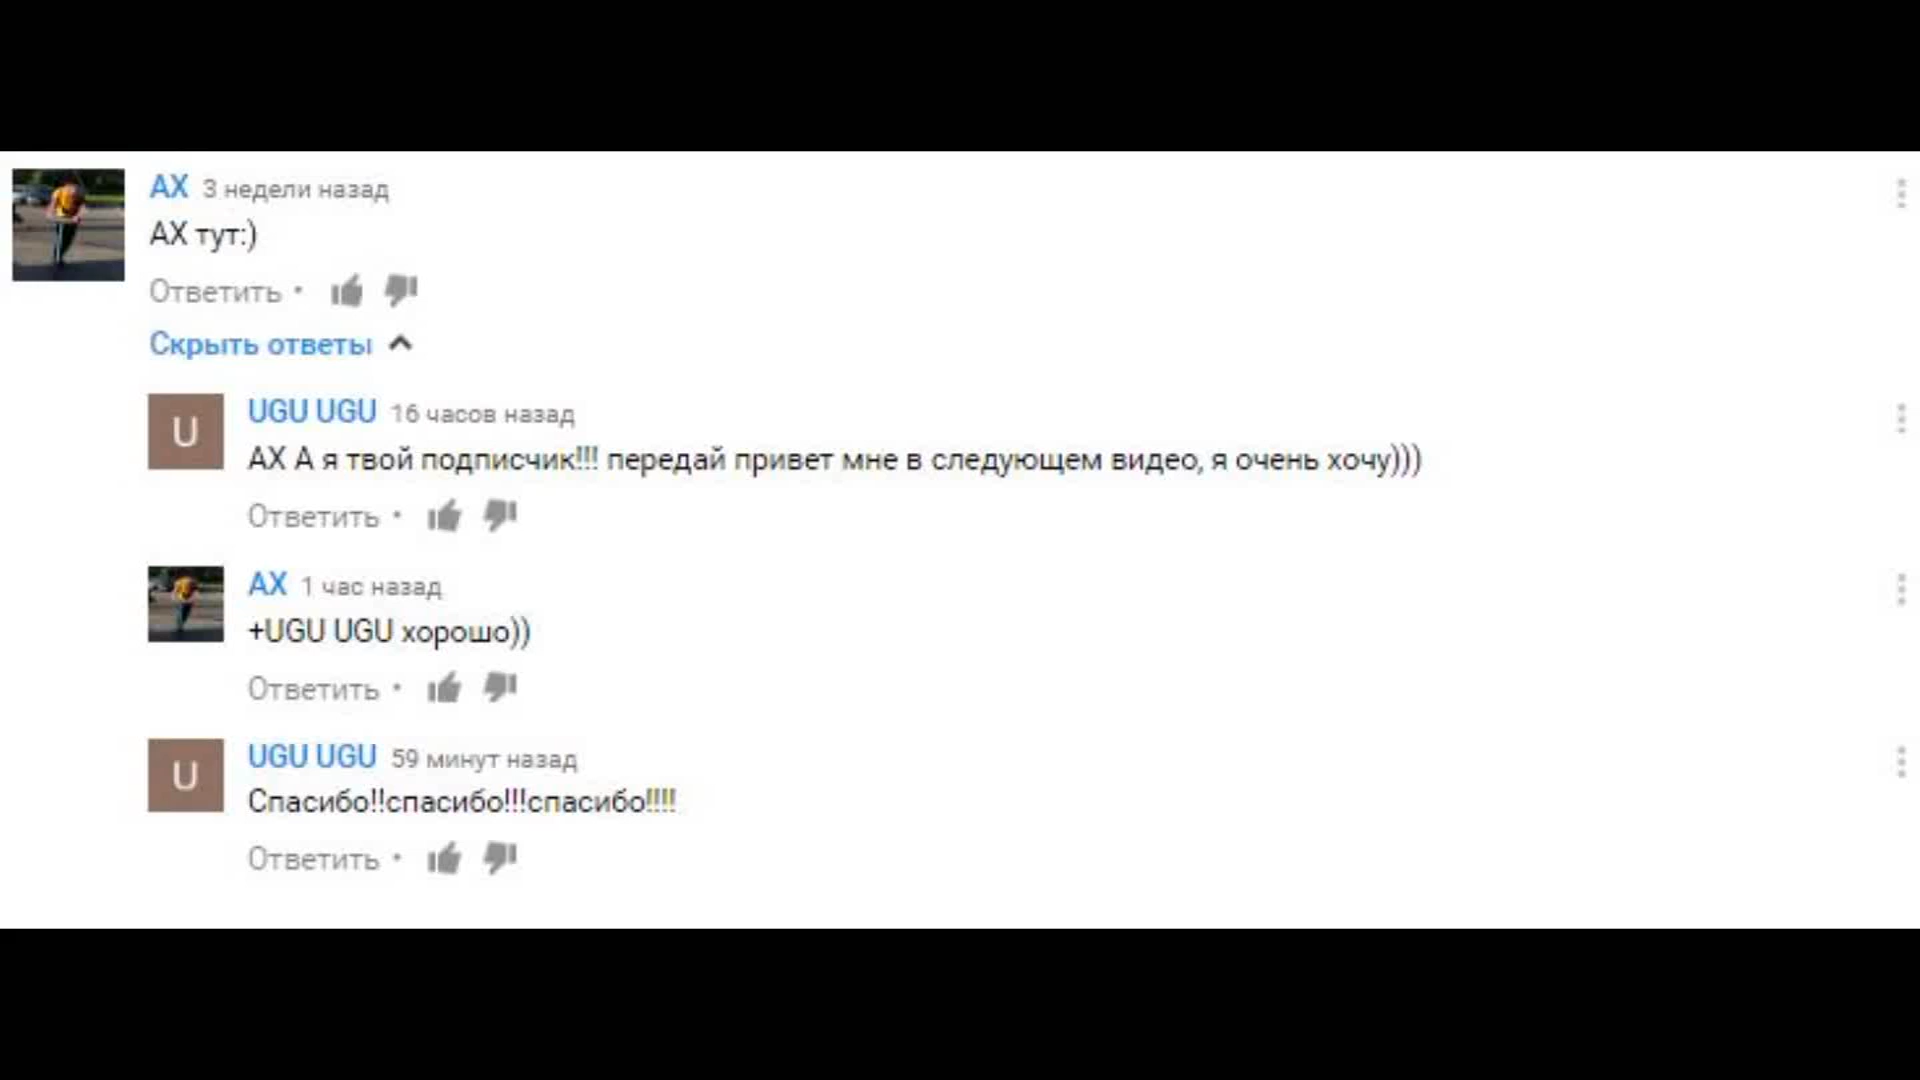 AX 3 недели назад
AX тут:)
Ответить •
Скрыть ответы
U
UGU UGU 16 часов назад
AX А я твой подписчик!!! передай привет мне в следующем видео, я очень хочу)))
Ответить •
AX 1 час назад
+UGU UGU хорошо))
Ответить •
U
UGU UGU 59 минут назад
Спасибо!!спасибо!!!спасибо!!!!
Ответить •